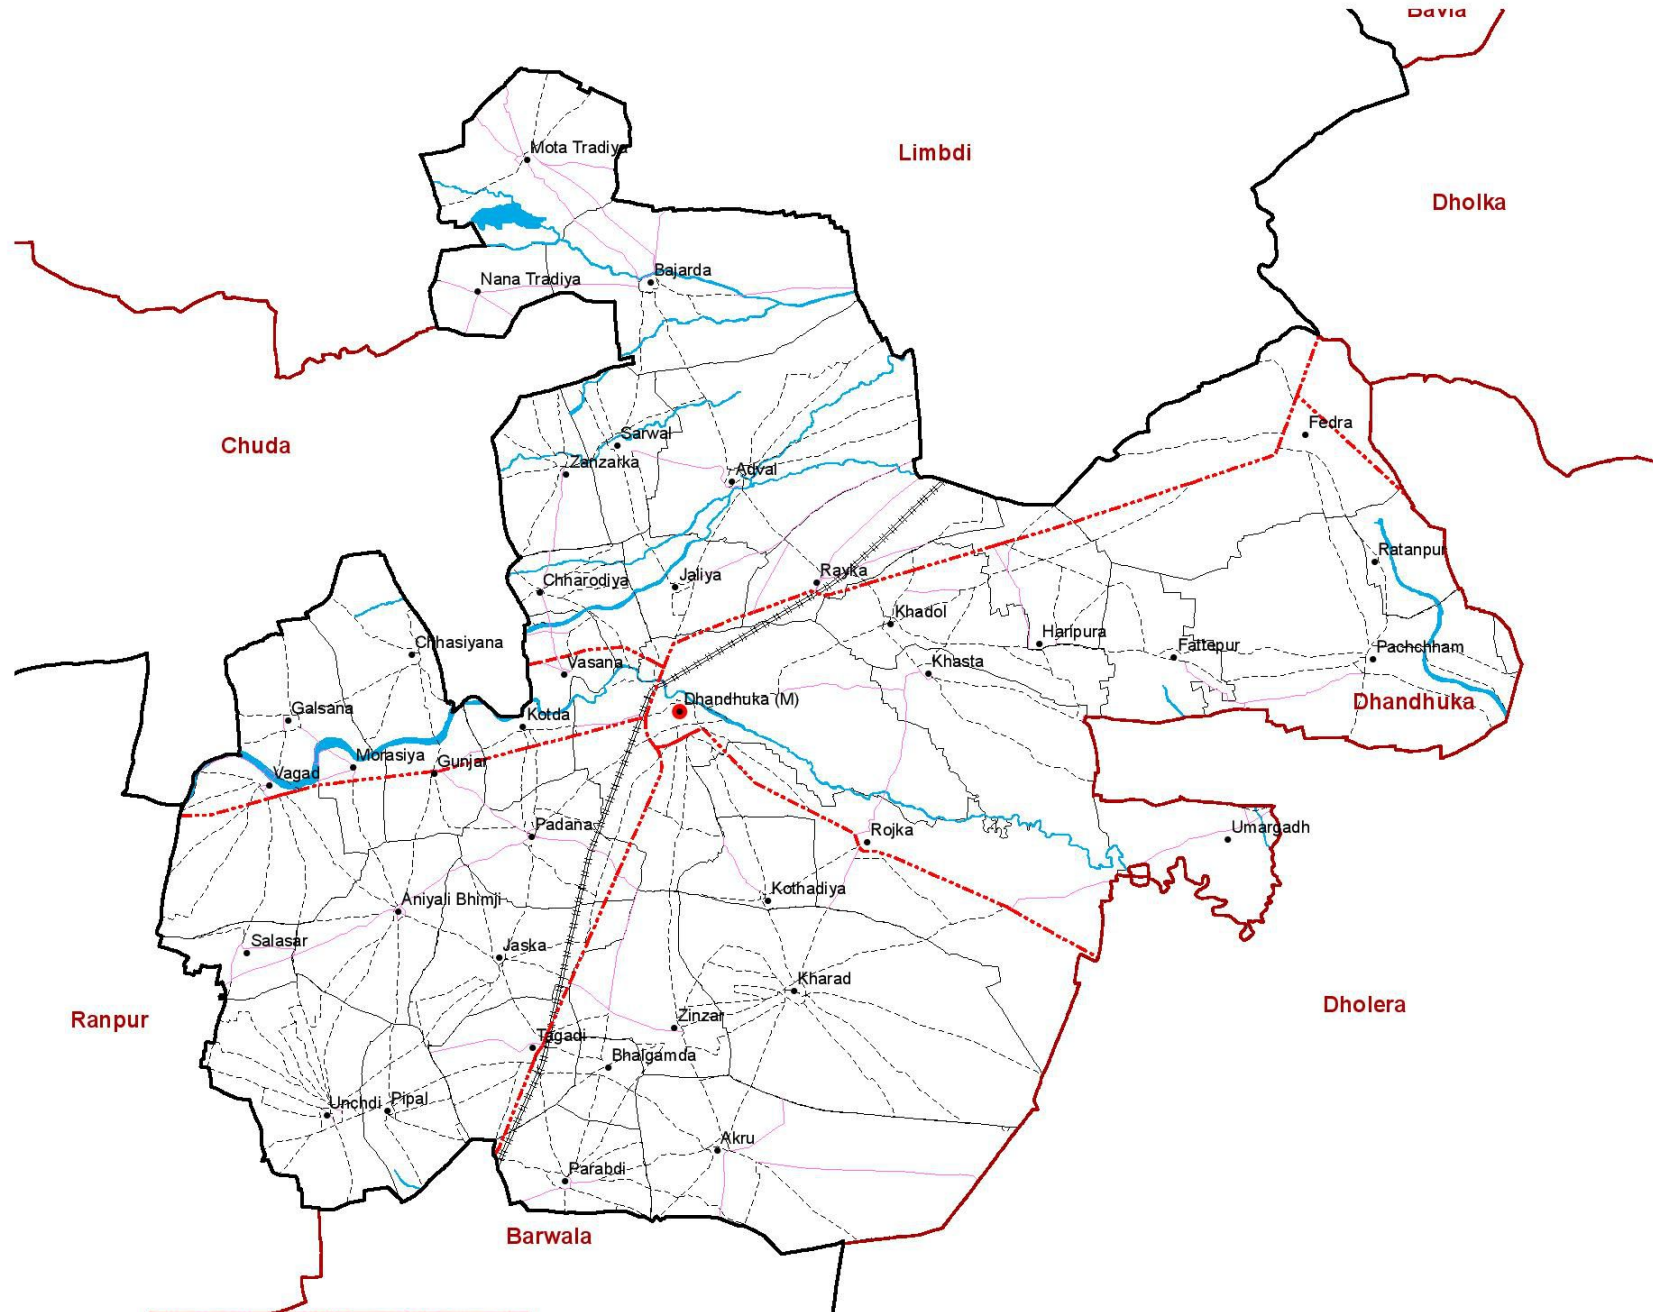 Bavla
Mota Tradiya
Limbdi
Dholka
Bajarda
Nana Tradiya
Fedra
Sarwal
Chuda
Zanzarka
Adval
Ratanpur
Rayka
Chharodiya
Jaliya
Khadol
Haripura
Chhasiyana
Fattepur
Pachchham
Vasana
Khasta
Dhandhuka (M)
Dhandhuka
Galsana
Kotda
Morasiya
Gunjar
Vagad
Padana
Rojka
Umargadh
Kothadiya
Aniyali Bhimji
Salasar
Jaska
Kharad
Dholera
Zinzar
Ranpur
Tagadi
Bhalgamda
Unchdi
Pipal
Akru
Parabdi
Barwala